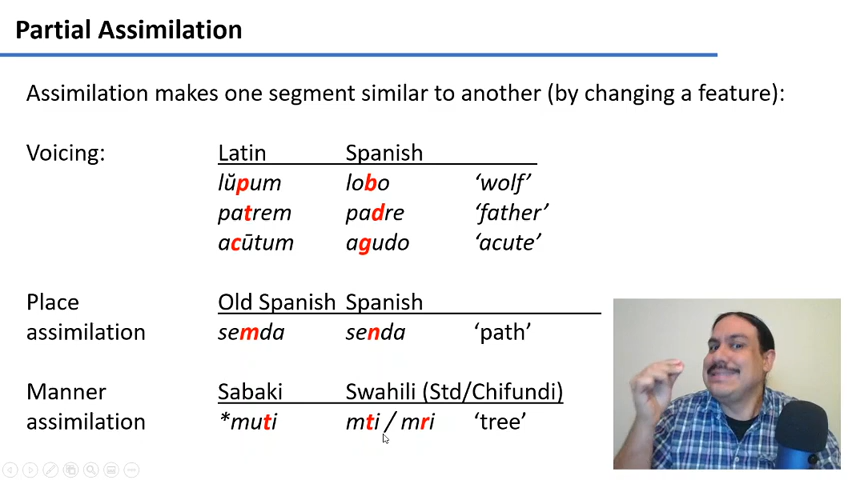 Partial Assimilation
Assimilation makes one segment similar to another (by changing a feature):
Voicing: Latin Spanish
lŭpum lobo ‘wolf’
patrem padre ‘father’
acūtum agudo ‘acute’
Place Old Spanish Spanish
assimilation semda senda ‘path’
Manner Sabaki Swahili (Std/Chifundi)
assimilation *muti mti / mri ‘tree’